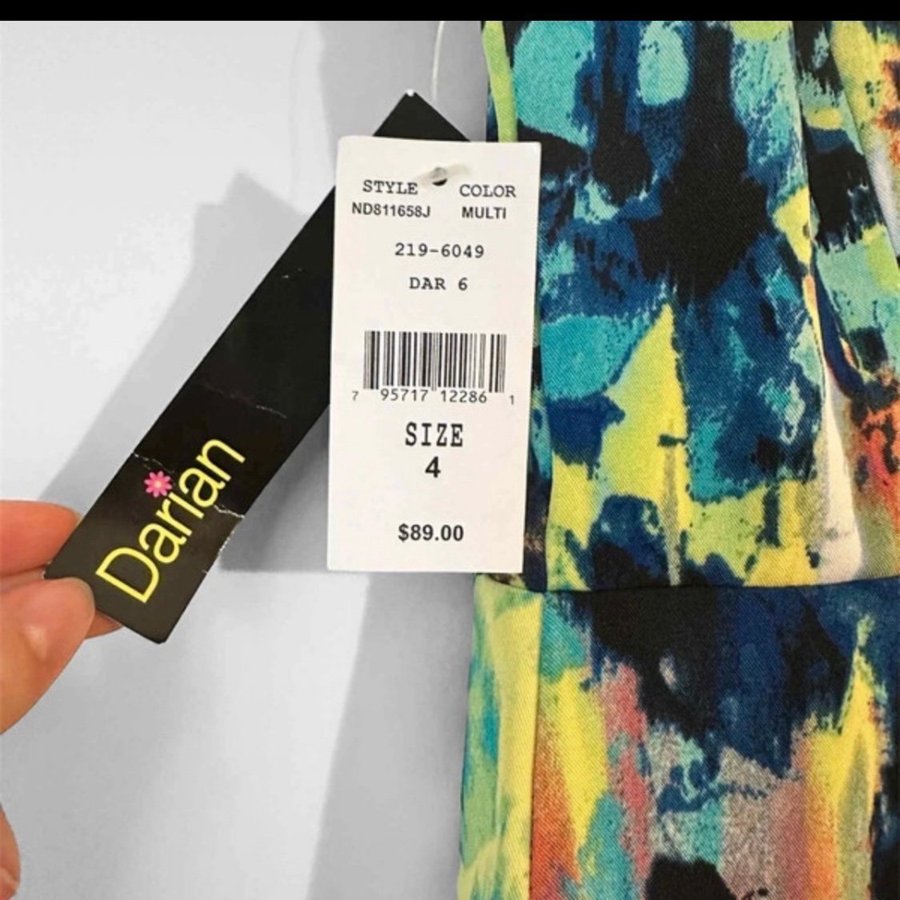 STYLE COLOR
ND811658J MULTI
219-6049
DAR 6
7 95717 12286 1
SIZE
4
$89.00
Darian